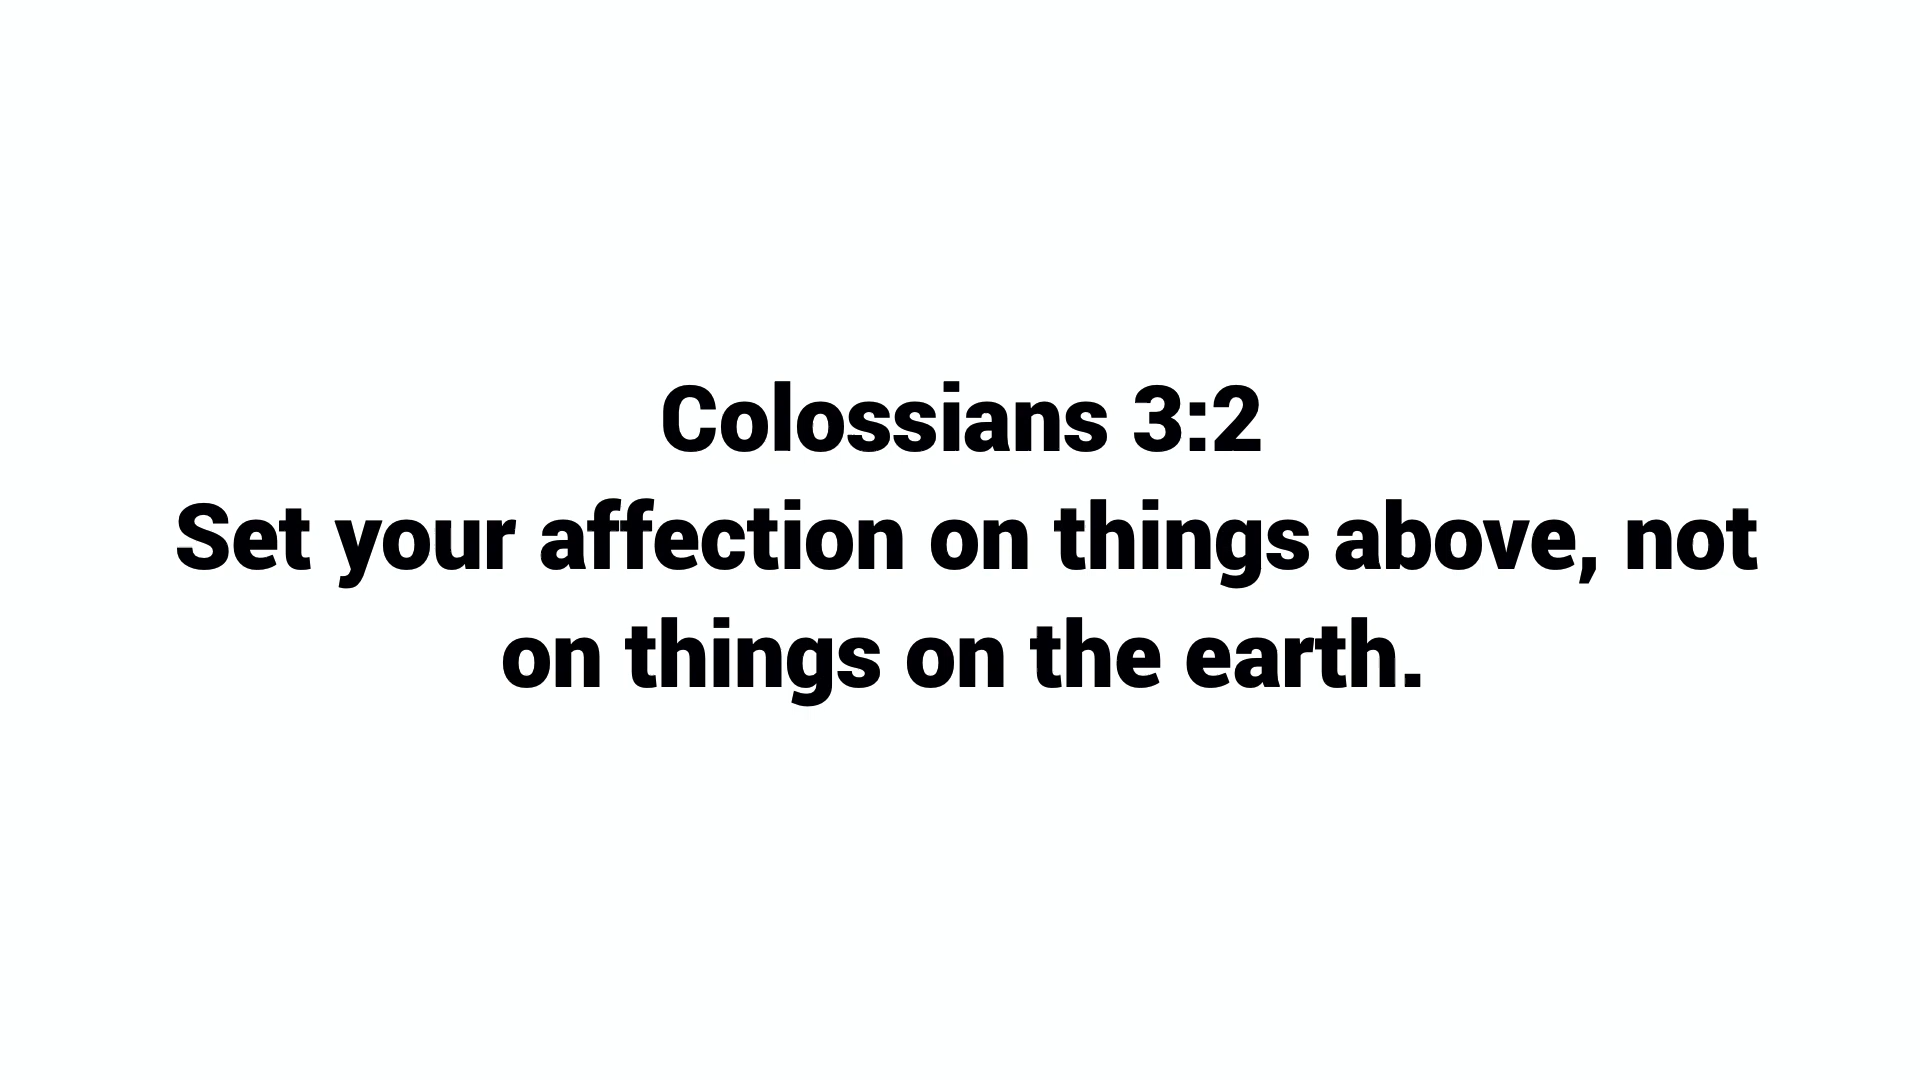 Colossians 3:2
Set your affection on things above, not
on things on the earth.